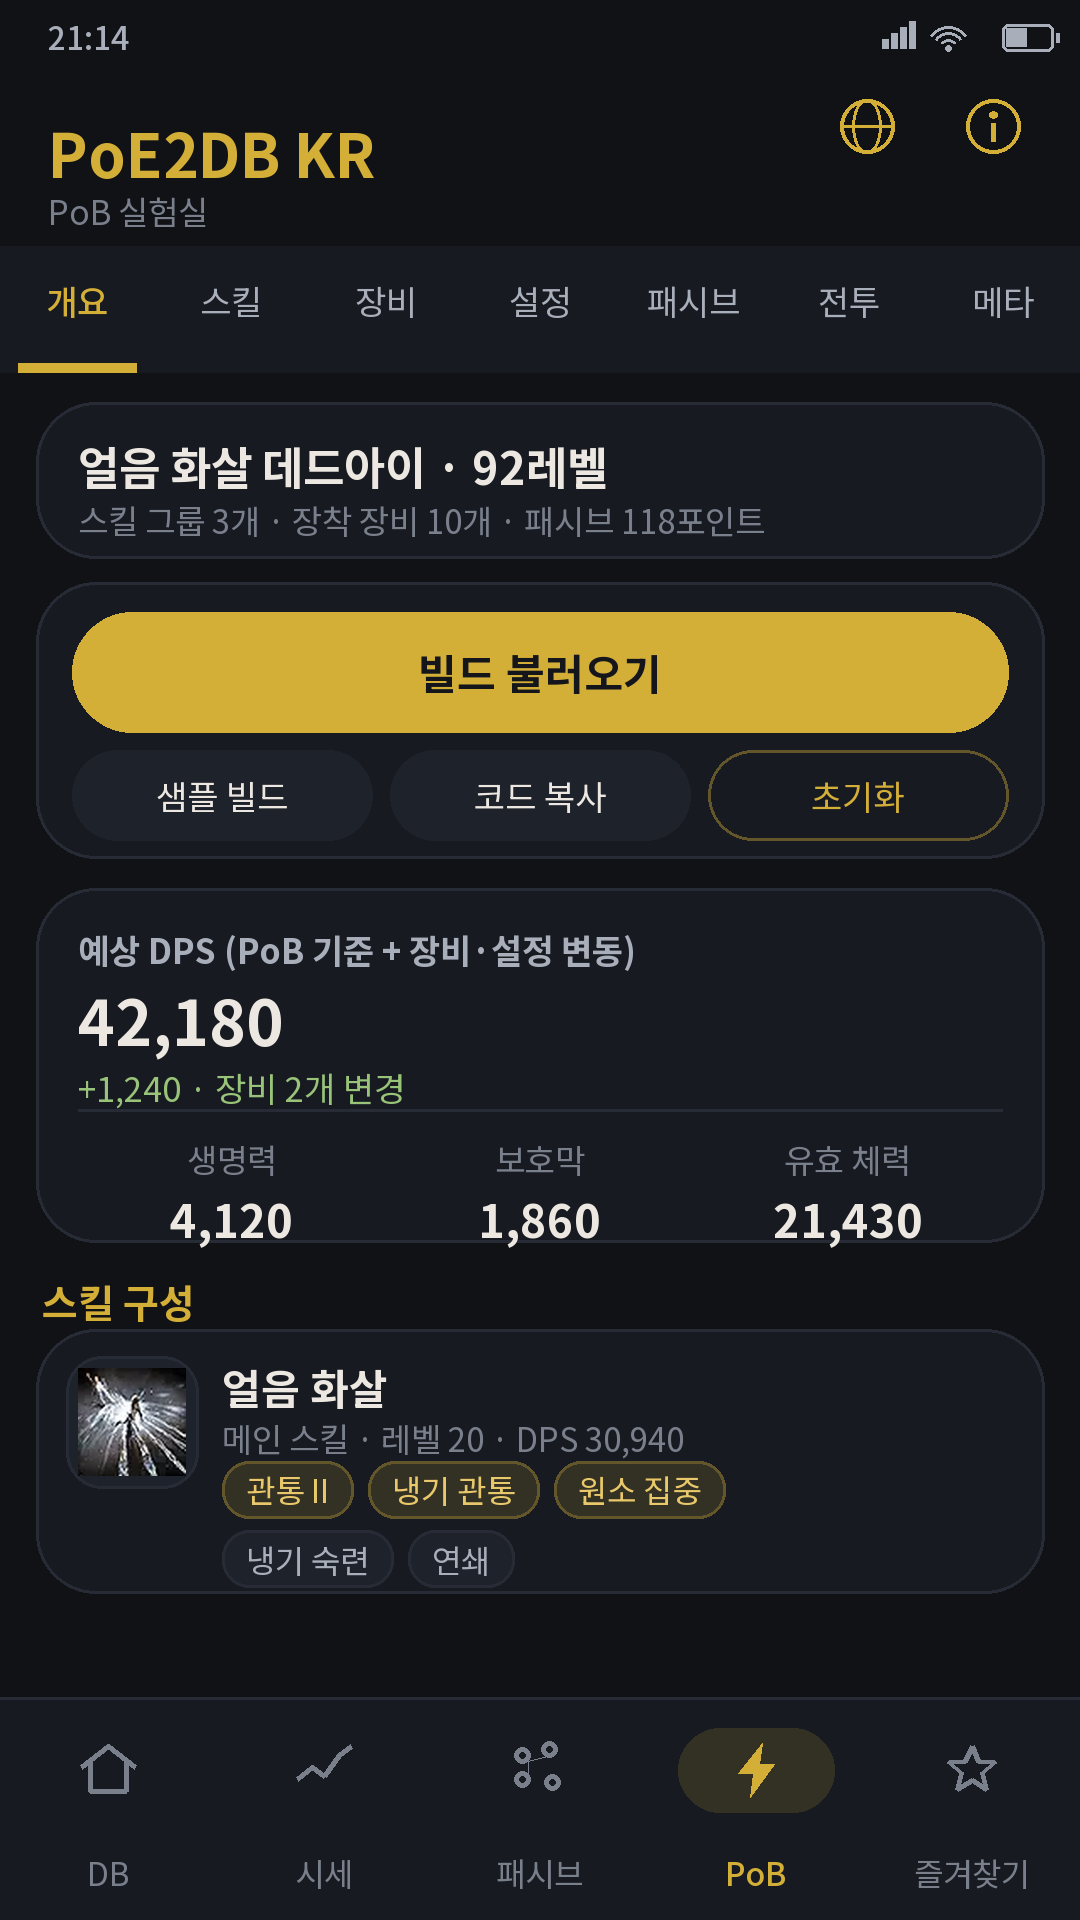 21:14
PoE2DB KR
PoB 실험실
개요 스킬 장비 설정 패시브 전투 메타
얼음 화살 데드아이 · 92레벨
스킬 그룹 3개 · 장착 장비 10개 · 패시브 118포인트
빌드 불러오기
샘플 빌드 코드 복사 초기화
예상 DPS (PoB 기준 + 장비·설정 변동)
42,180
+1,240 · 장비 2개 변경
생명력 보호막 유효 체력
4,120 1,860 21,430
스킬 구성
얼음 화살
메인 스킬 · 레벨 20 · DPS 30,940
관통 II 냉기 관통 원소 집중
냉기 숙련 연쇄
DB 시세 패시브 PoB 즐겨찾기